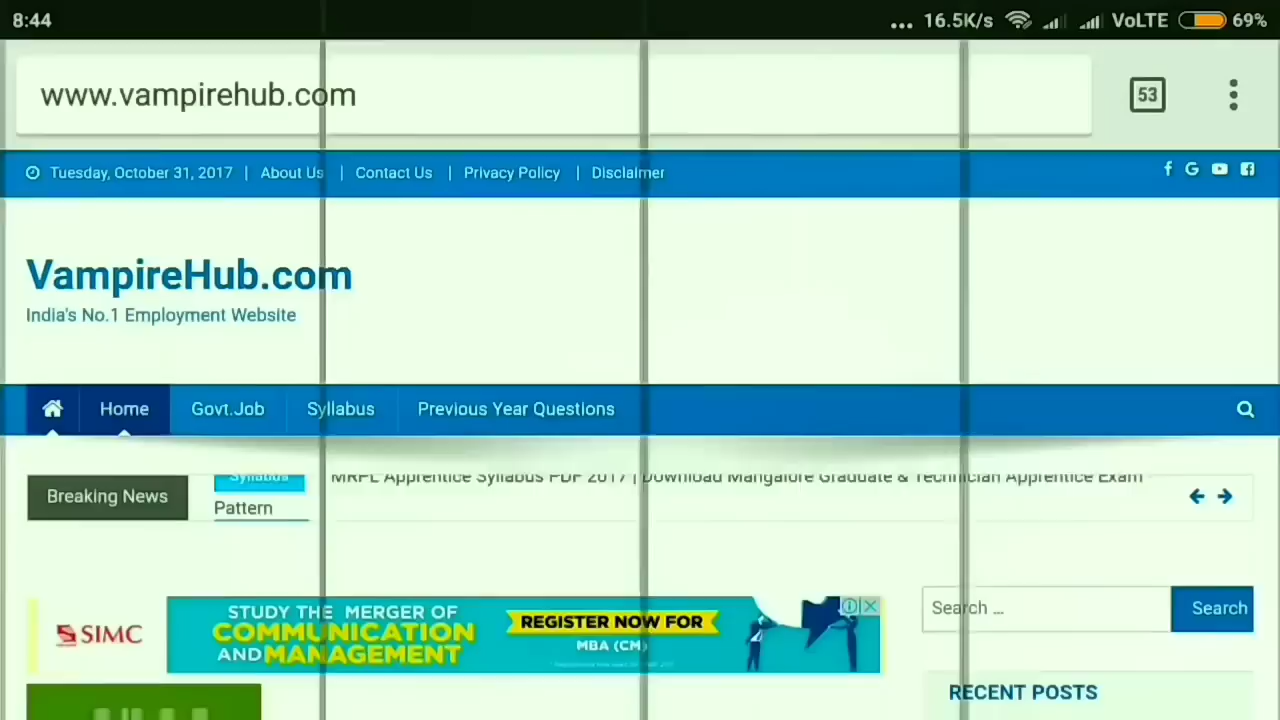 8:44 ... 16.5K/s VoLTE 69%
www.vampirehub.com 53
Tuesday, October 31, 2017 | About Us | Contact Us | Privacy Policy | Disclaimer
VampireHub.com
India's No.1 Employment Website
Home Govt.Job Syllabus Previous Year Questions
Syllabus MRPL Apprentice Syllabus PDF 2017 | Download Mangalore Graduate & Technician Apprentice Exam
Breaking News
Pattern
STUDY THE MERGER OF
COMMUNICATION
AND MANAGEMENT
SIMC
REGISTER NOW FOR
MBA (CM)
Search ... Search
RECENT POSTS